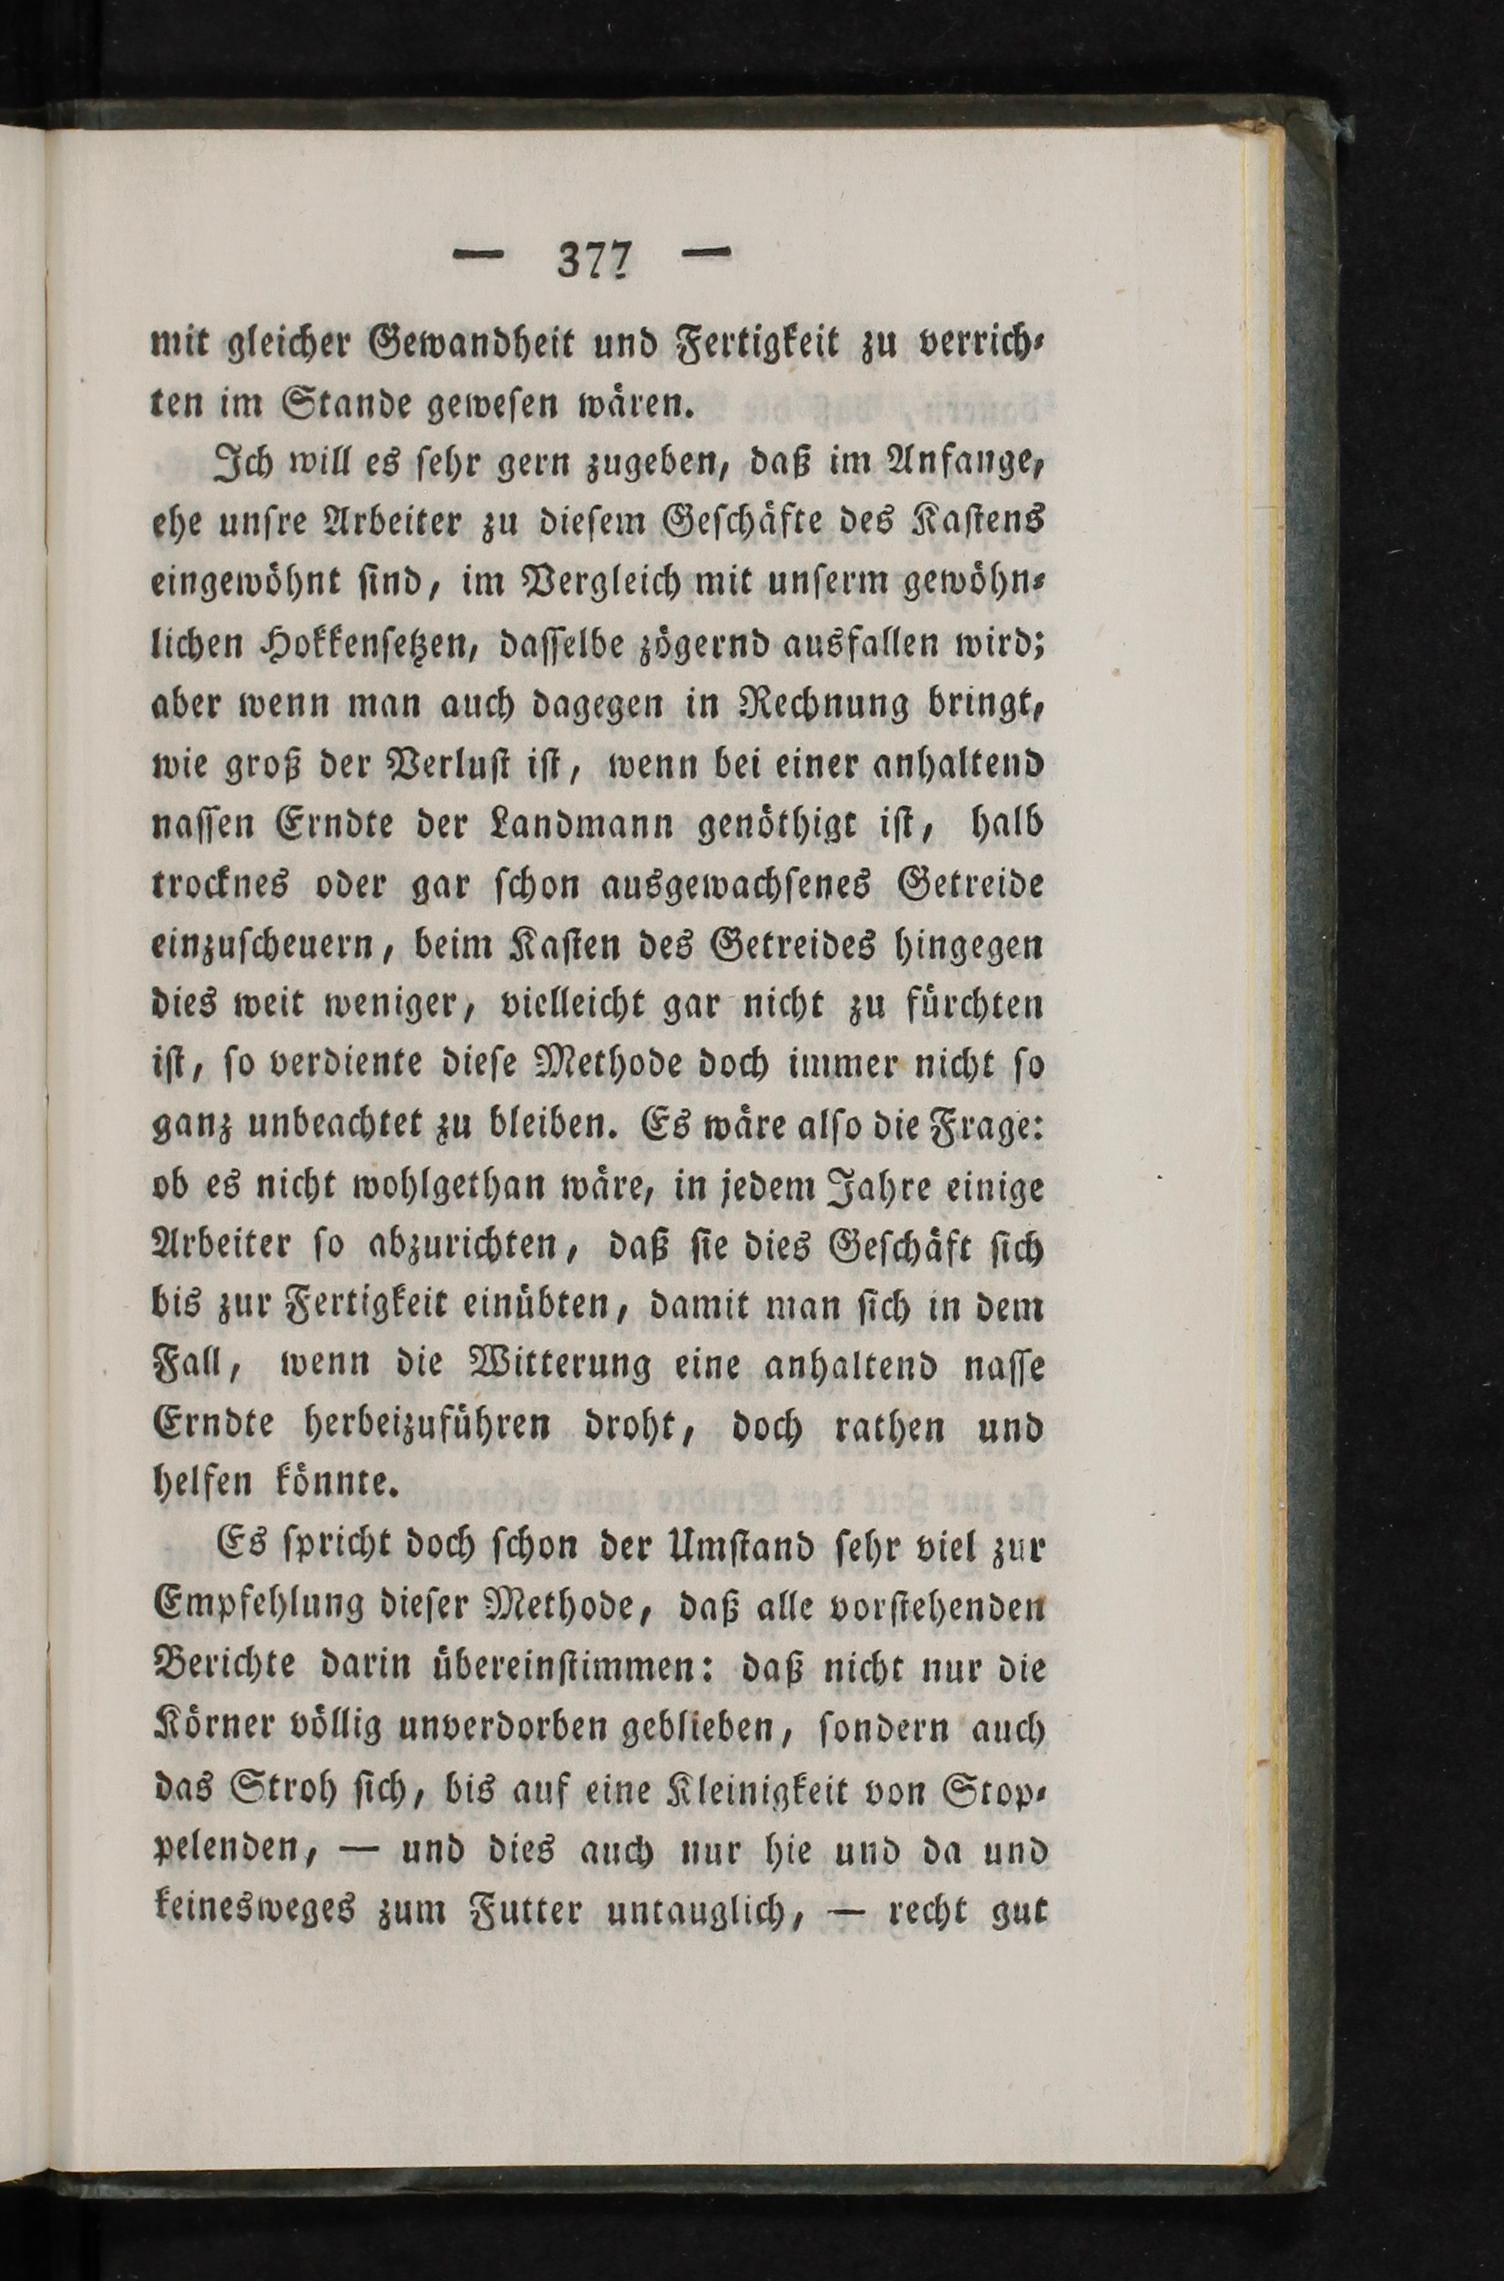 — 377 —
mit gleicher Gewandheit und Fertigkeit zu verrich-
ten im Stande gewesen wären.
Ich will es sehr gern zugeben, daß im Anfange,
ehe unsre Arbeiter zu diesem Geschäfte des Kastens
eingewöhnt sind, im Vergleich mit unserm gewöhn-
lichen Hokkensetzen, dasselbe zögernd ausfallen wird;
aber wenn man auch dagegen in Rechnung bringt,
wie groß der Verlust ist, wenn bei einer anhaltend
nassen Erndte der Landmann genöthigt ist, halb
trocknes oder gar schon ausgewachsenes Getreide
einzuscheuern, beim Kasten des Getreides hingegen
dies weit weniger, vielleicht gar nicht zu fürchten
ist, so verdiente diese Methode doch immer nicht so
ganz unbeachtet zu bleiben. Es wäre also die Frage:
ob es nicht wohlgethan wäre, in jedem Jahre einige
Arbeiter so abzurichten, daß sie dies Geschäft sich
bis zur Fertigkeit einübten, damit man sich in dem
Fall, wenn die Witterung eine anhaltend nasse
Erndte herbeizuführen droht, doch rathen und
helfen könnte.
Es spricht doch schon der Umstand sehr viel zur
Empfehlung dieser Methode, daß alle vorstehenden
Berichte darin übereinstimmen: daß nicht nur die
Körner völlig unverdorben geblieben, sondern auch
das Stroh sich, bis auf eine Kleinigkeit von Stop-
pelenden, — und dies auch nur hie und da und
keinesweges zum Futter untauglich, — recht gut